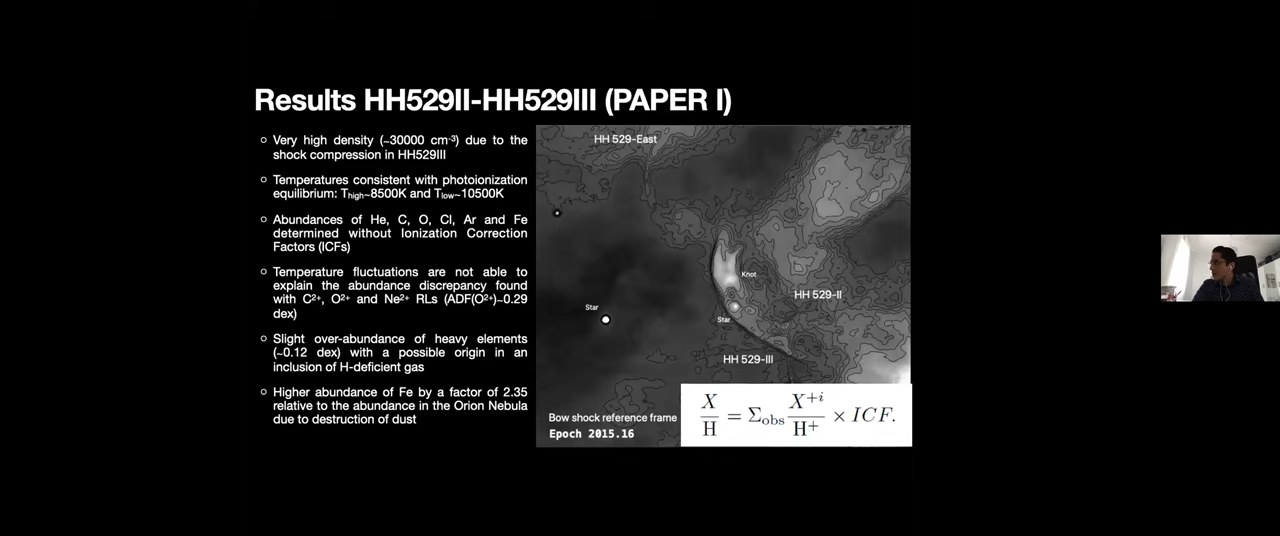 Results HH529II-HH529III (PAPER I)
○ Very high density (~30000 cm⁻³) due to the
shock compression in HH529III
○ Temperatures consistent with photoionization
equilibrium: Thigh~8500K and Tlow~10500K
○ Abundances of He, C, O, Cl, Ar and Fe
determined without Ionization Correction
Factors (ICFs)
○ Temperature fluctuations are not able to
explain the abundance discrepancy found
with C²⁺, O²⁺ and Ne²⁺ RLs (ADF(O²⁺)~0.29
dex)
○ Slight over-abundance of heavy elements
(~0.12 dex) with a possible origin in an
inclusion of H-deficient gas
○ Higher abundance of Fe by a factor of 2.35
relative to the abundance in the Orion Nebula
due to destruction of dust
HH 529-East
Knot
HH 529-II
Star
Star
HH 529-III
Bow shock reference frame
Epoch 2015.16
X/H = Σobs X⁺ⁱ/H⁺ × ICF.